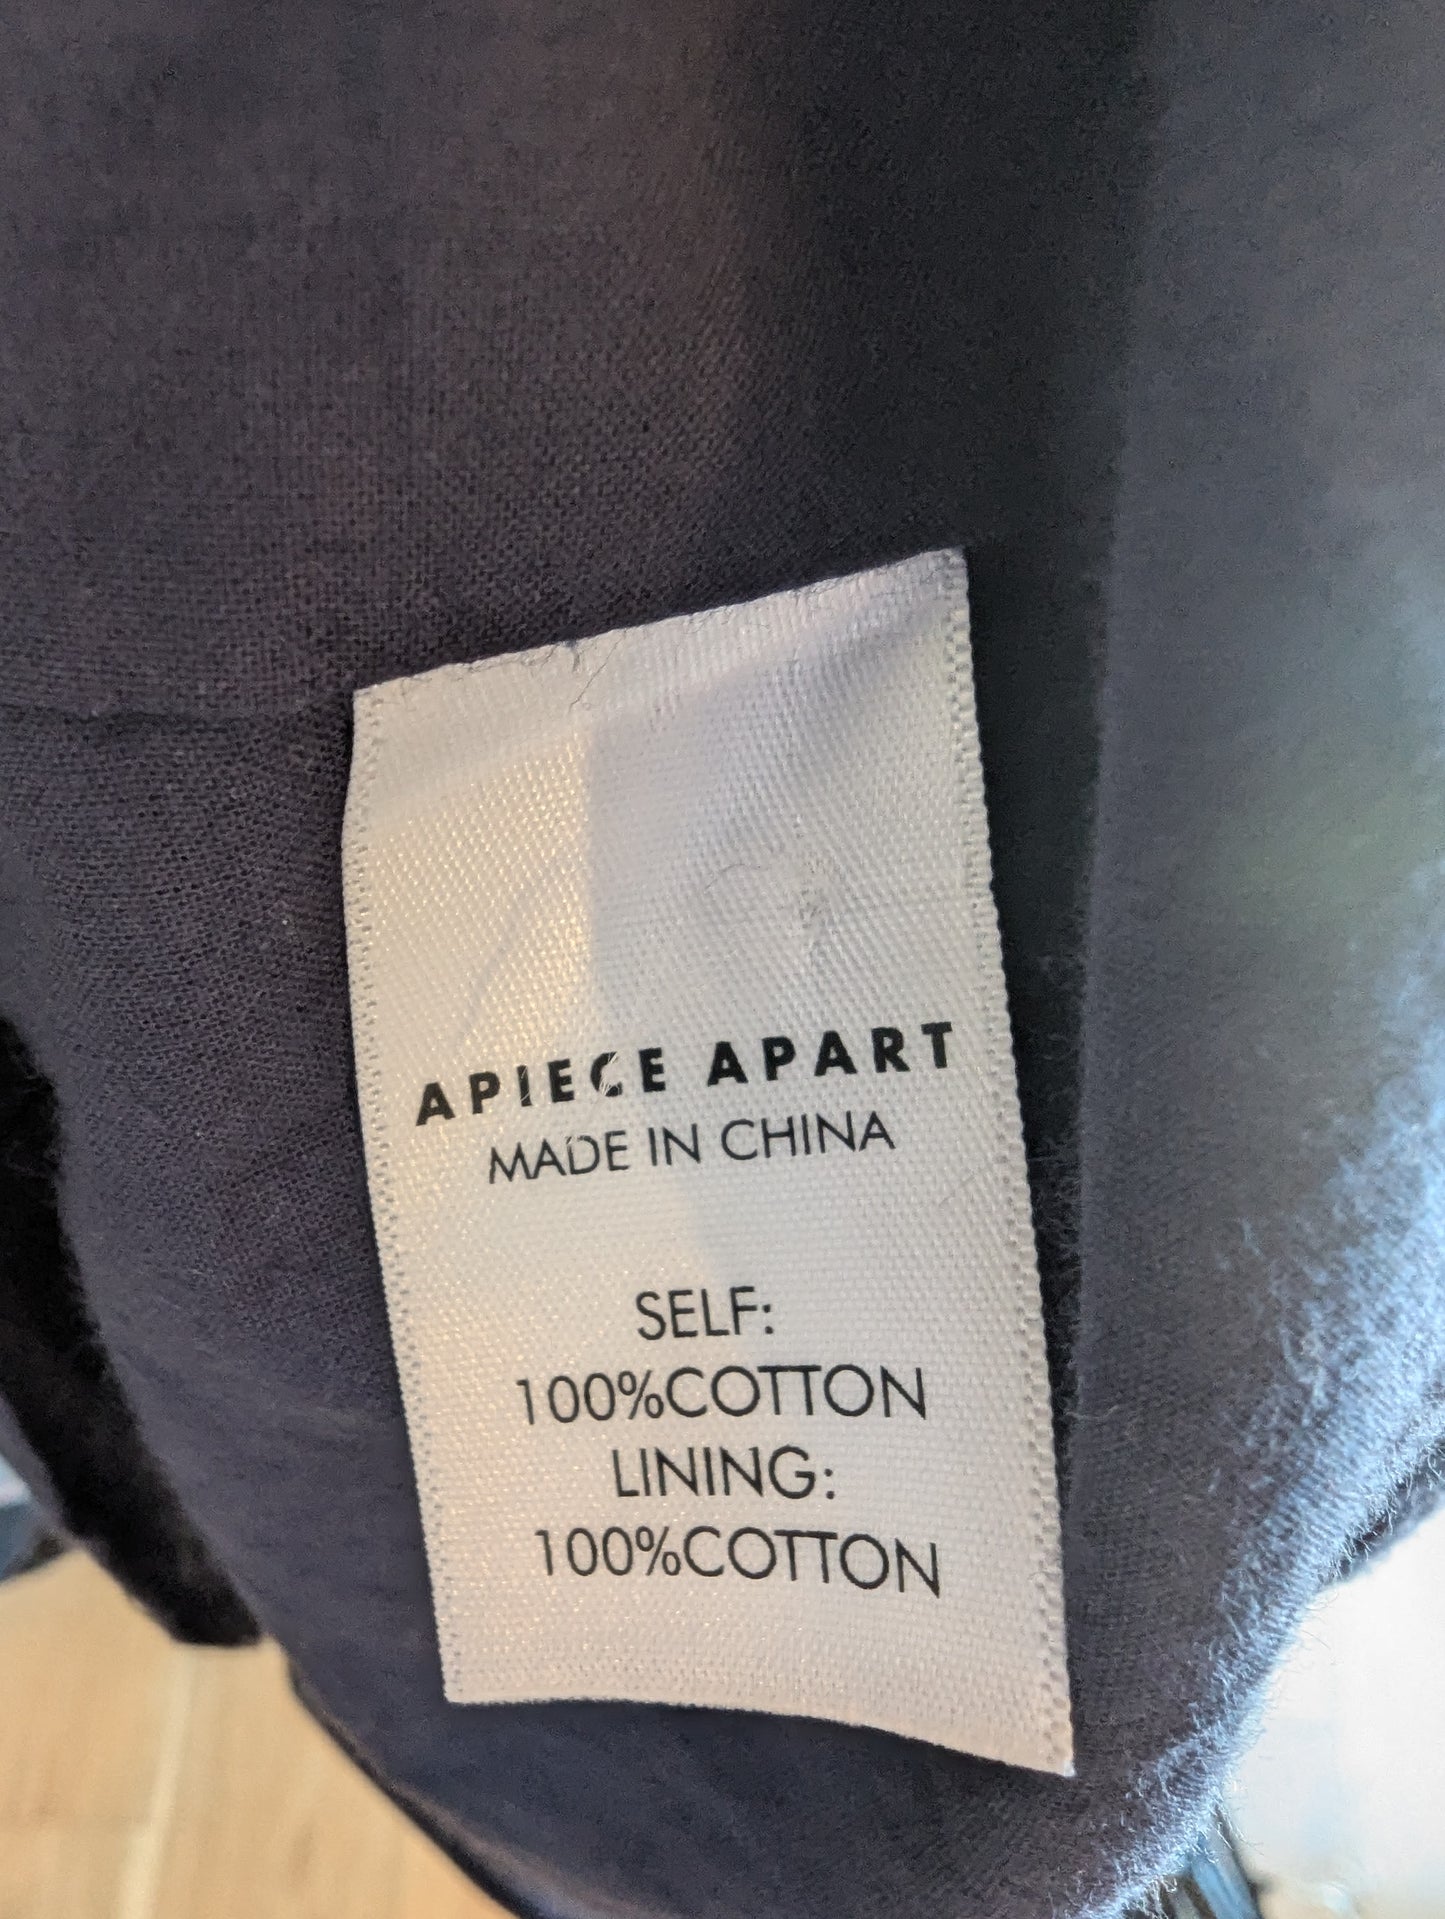 APIECE APART
MADE IN CHINA
SELF:
100%COTTON
LINING:
100%COTTON